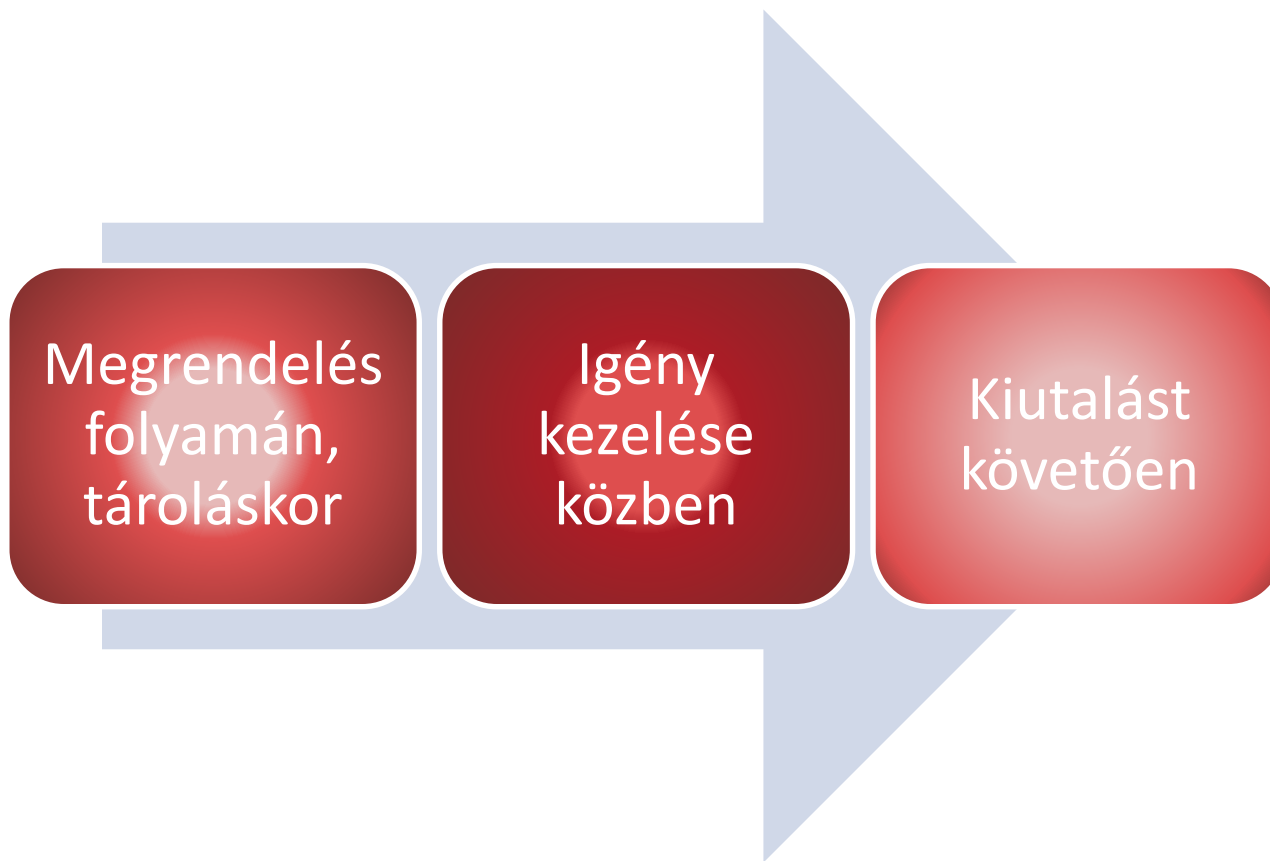 Megrendelés
folyamán,
tároláskor
Igény
kezelése
közben
Kiutalást
követően